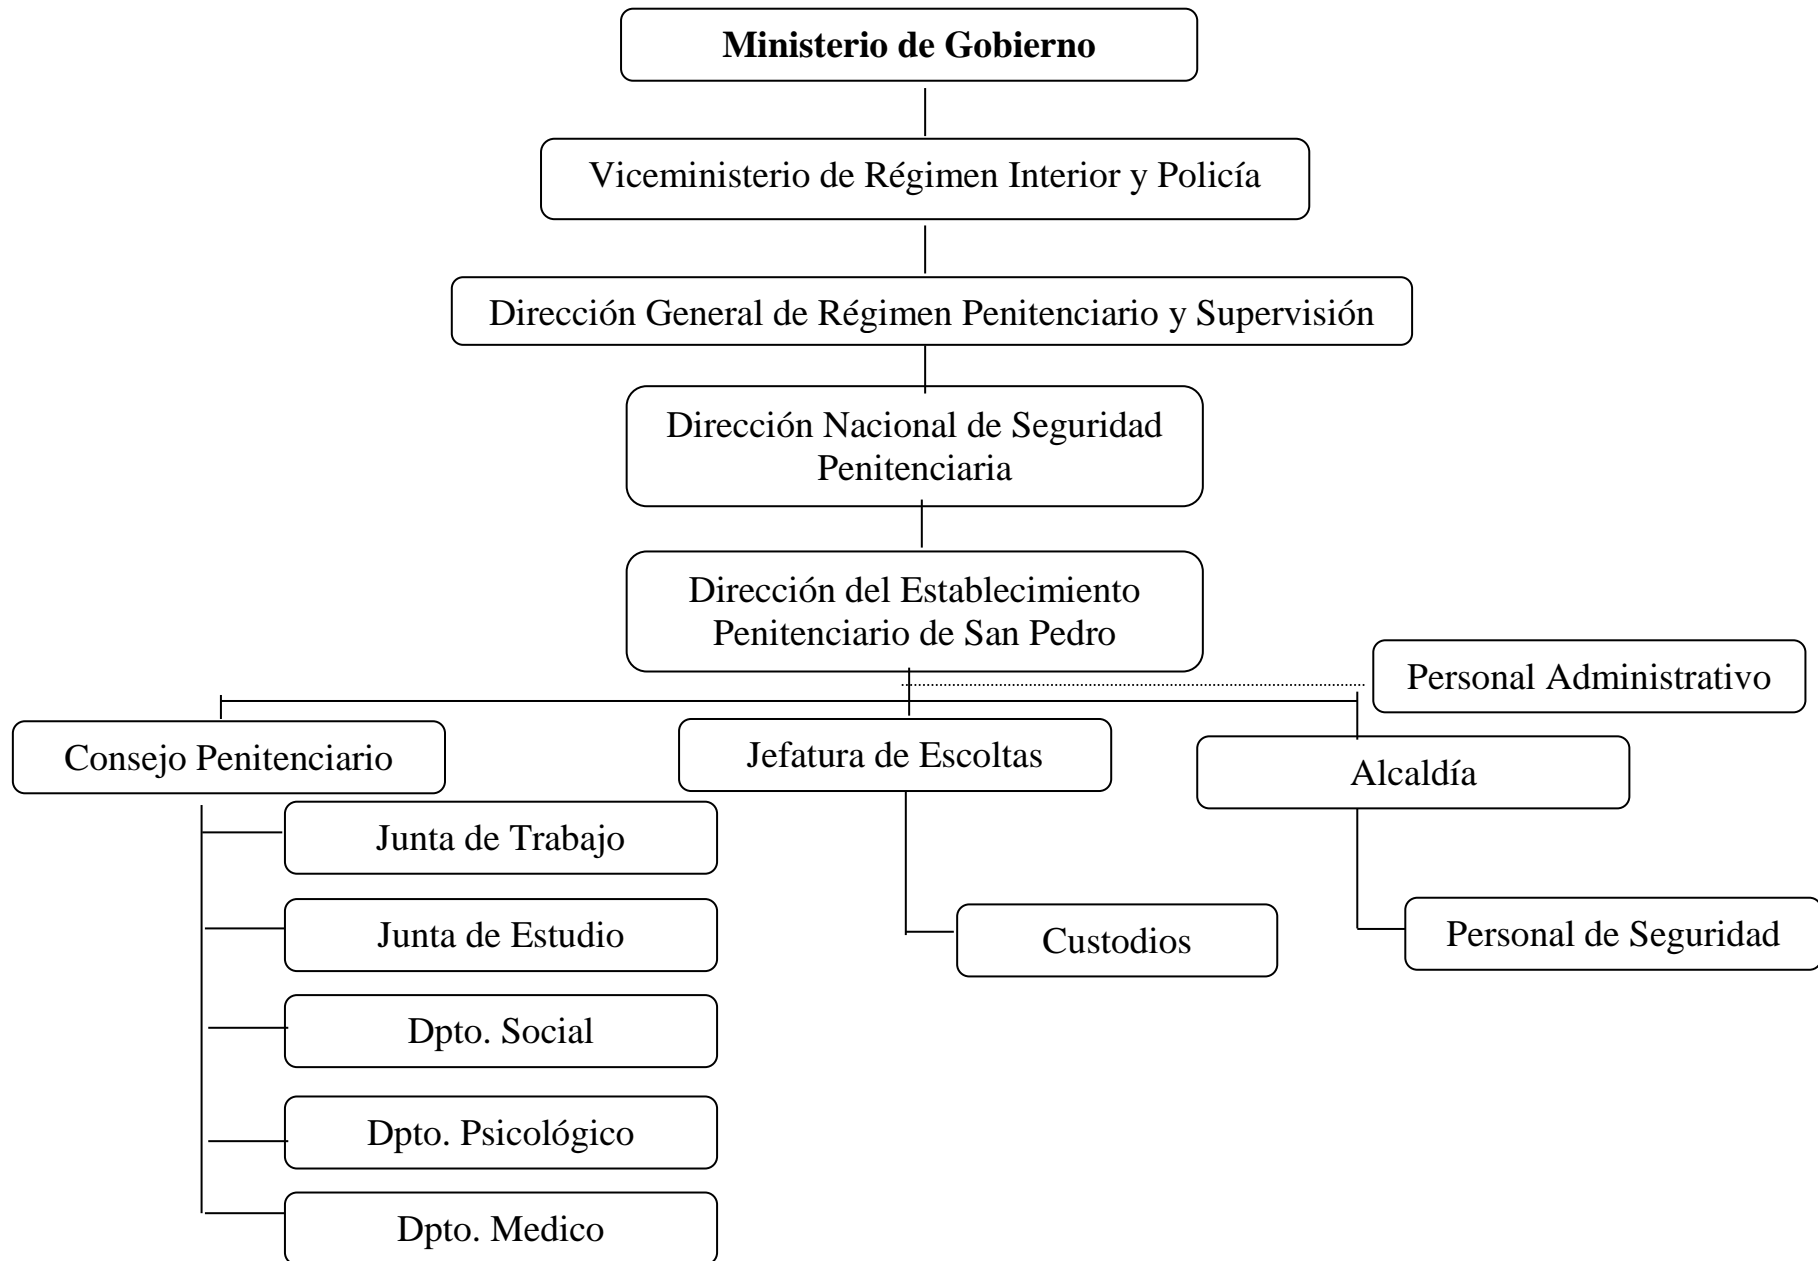 Ministerio de Gobierno
Viceministerio de Régimen Interior y Policía
Dirección General de Régimen Penitenciario y Supervisión
Dirección Nacional de Seguridad
Penitenciaria
Dirección del Establecimiento
Penitenciario de San Pedro
Personal Administrativo
Consejo Penitenciario
Jefatura de Escoltas
Alcaldía
Junta de Trabajo
Junta de Estudio
Custodios
Personal de Seguridad
Dpto. Social
Dpto. Psicológico
Dpto. Medico